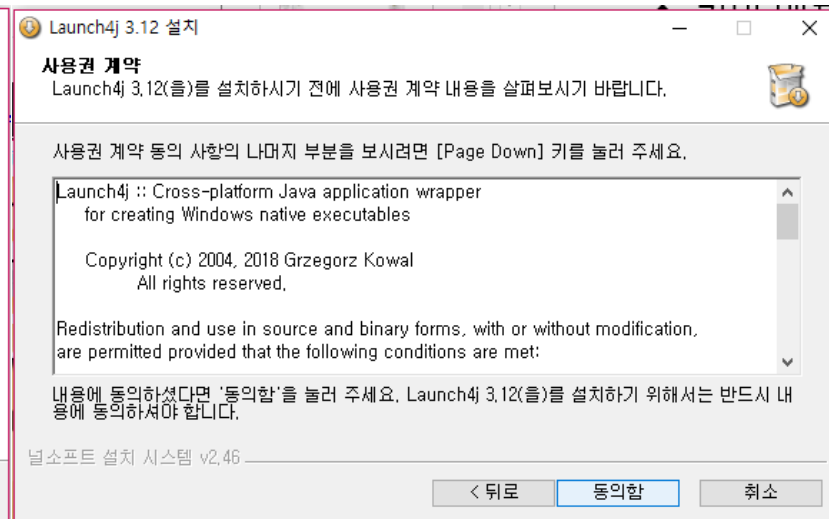 Launch4j 3.12 설치
사용권 계약
Launch4j 3.12(을)를 설치하시기 전에 사용권 계약 내용을 살펴보시기 바랍니다.
사용권 계약 동의 사항의 나머지 부분을 보시려면 [Page Down] 키를 눌러 주세요.
Launch4j :: Cross-platform Java application wrapper
for creating Windows native executables
Copyright (c) 2004, 2018 Grzegorz Kowal
All rights reserved.
Redistribution and use in source and binary forms, with or without modification,
are permitted provided that the following conditions are met:
내용에 동의하셨다면 '동의함'을 눌러 주세요. Launch4j 3.12(을)를 설치하기 위해서는 반드시 내
용에 동의하셔야 합니다.
널소프트 설치 시스템 v2.46
< 뒤로
동의함
취소